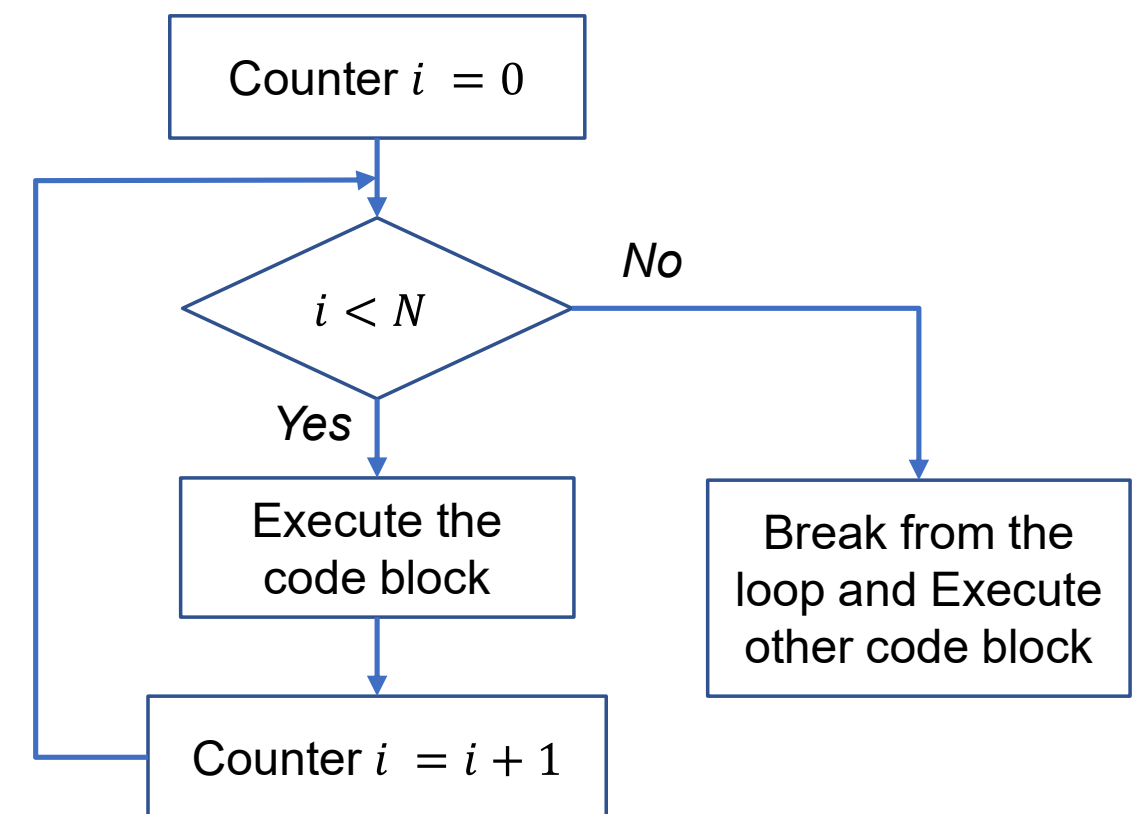 Counter i = 0
i < N
No
Yes
Execute the
code block
Break from the
loop and Execute
other code block
Counter i = i + 1